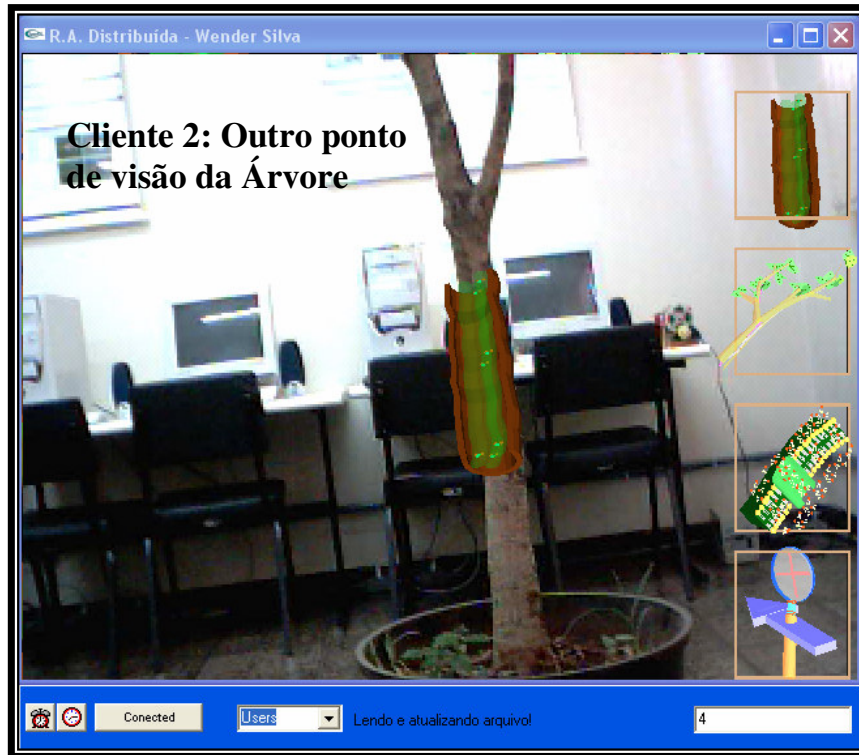 R.A. Distribuída - Wender Silva
Cliente 2: Outro ponto
de visão da Árvore
Conected
Users
Lendo e atualizando arquivo!
4